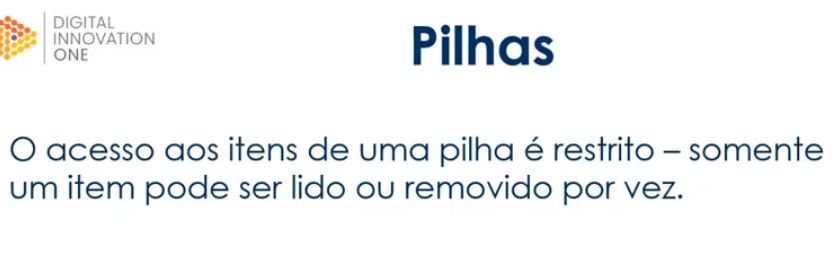 DIGITAL
INNOVATION
ONE
Pilhas
O acesso aos itens de uma pilha é restrito – somente
um item pode ser lido ou removido por vez.